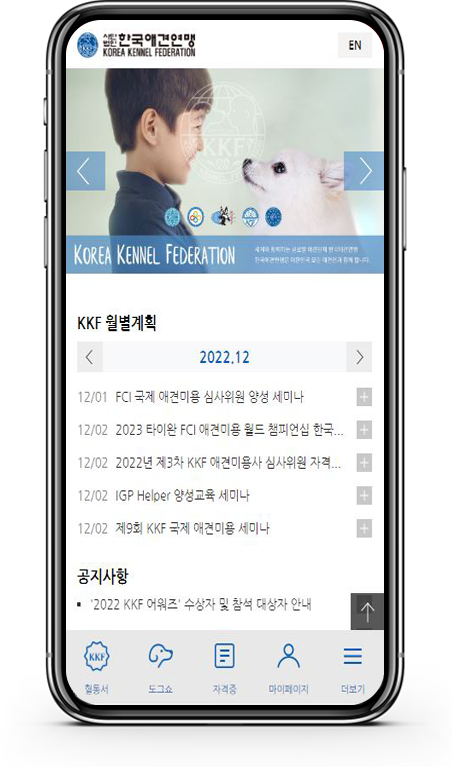 사단법인 한국애견연맹
KOREA KENNEL FEDERATION
EN
KKF
KOREA KENNEL FEDERATION
KKF 월별계획
2022.12
12/01 FCI 국제 애견미용 심사위원 양성 세미나
12/02 2023 타이완 FCI 애견미용 월드 챔피언십 한국...
12/02 2022년 제3차 KKF 애견미용사 심사위원 자격...
12/02 IGP Helper 양성교육 세미나
12/02 제9회 KKF 국제 애견미용 세미나
공지사항
'2022 KKF 어워즈' 수상자 및 참석 대상자 안내
KKF
혈통서 도그쇼 자격증 마이페이지 더보기